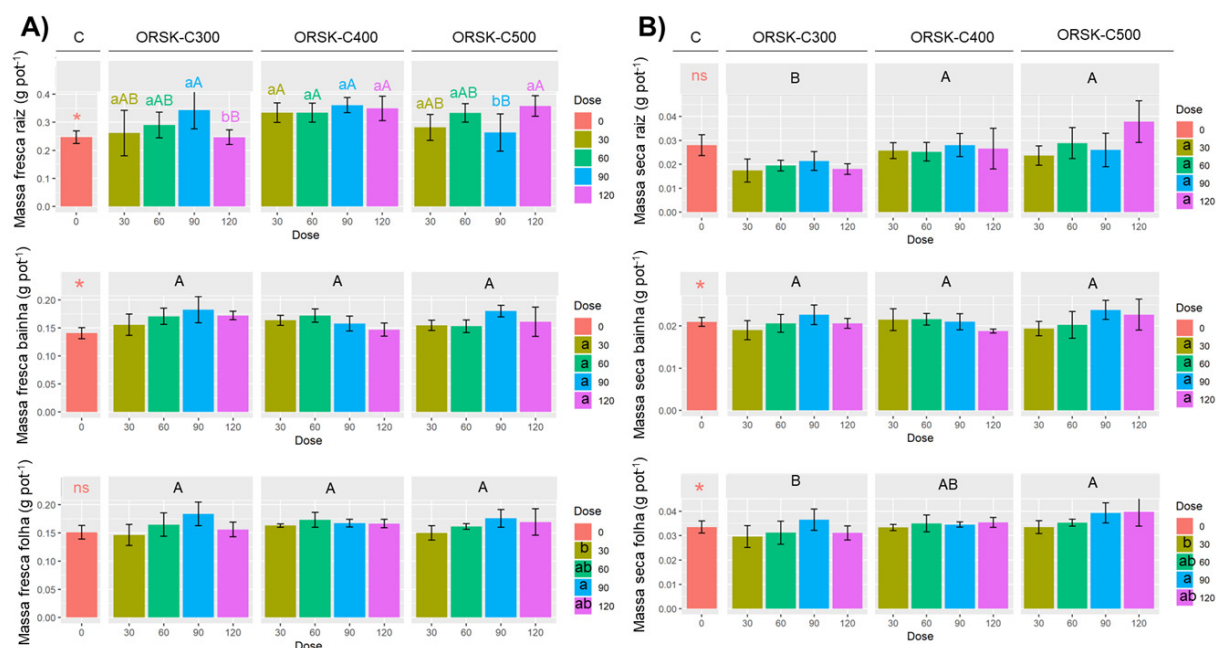 A)
C ORSK-C300 ORSK-C400 ORSK-C500
Massa fresca raiz (g pot⁻¹)
0.4
0.3
0.2
0.1
0.0
* aAB aAB aA bB aA aA aA aA aAB aA bB aA
0 30 60 90 120 30 60 90 120 30 60 90 120
Dose
Dose
0
30
60
90
120
Massa fresca bainha (g pot⁻¹)
0.20
0.15
0.10
0.05
0.00
* A A A
0 30 60 90 120 30 60 90 120 30 60 90 120
Dose
Dose
0
a 30
a 60
a 90
a 120
Massa fresca folha (g pot⁻¹)
0.20
0.15
0.10
0.05
0.00
ns A A A
0 30 60 90 120 30 60 90 120 30 60 90 120
Dose
Dose
0
b 30
ab 60
a 90
ab 120
B)
C ORSK-C300 ORSK-C400 ORSK-C500
Massa seca raiz (g pot⁻¹)
0.04
0.03
0.02
0.01
0.00
ns B A A
0 30 60 90 120 30 60 90 120 30 60 90 120
Dose
Dose
0
a 30
a 60
a 90
a 120
Massa seca bainha (g pot⁻¹)
0.02
0.01
0.00
* A A A
0 30 60 90 120 30 60 90 120 30 60 90 120
Dose
Dose
0
a 30
a 60
a 90
a 120
Massa seca folha (g pot⁻¹)
0.04
0.03
0.02
0.01
0.00
* B AB A
0 30 60 90 120 30 60 90 120 30 60 90 120
Dose
Dose
0
b 30
ab 60
a 90
ab 120